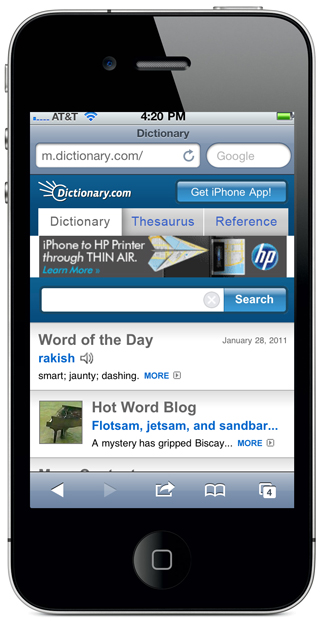 AT&T 4:20 PM
Dictionary
m.dictionary.com/ Google
Dictionary.com Get iPhone App!
Dictionary Thesaurus Reference
iPhone to HP Printer
through THIN AIR.
Learn More » hp
Search
Word of the Day January 28, 2011
rakish
smart; jaunty; dashing. MORE
Hot Word Blog
Flotsam, jetsam, and sandbar...
A mystery has gripped Biscay... MORE
4